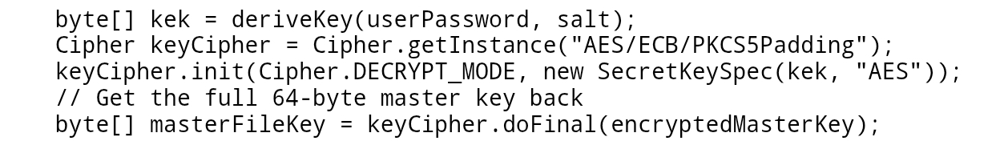 byte[] kek = deriveKey(userPassword, salt);
Cipher keyCipher = Cipher.getInstance("AES/ECB/PKCS5Padding");
keyCipher.init(Cipher.DECRYPT_MODE, new SecretKeySpec(kek, "AES"));
// Get the full 64-byte master key back
byte[] masterFileKey = keyCipher.doFinal(encryptedMasterKey);